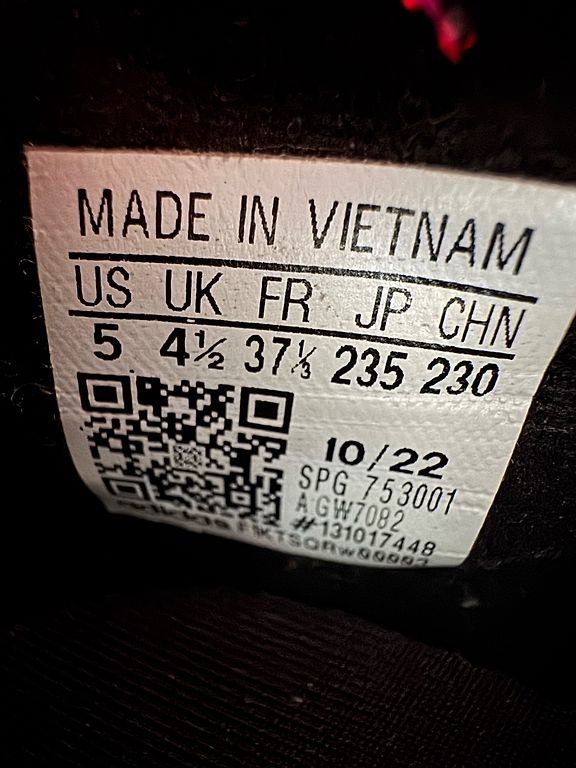 MADE IN VIETNAM
US UK FR JP CHN
5 4½ 37⅓ 235 230
10/22
SPG 753001
AGW7082
#131017448